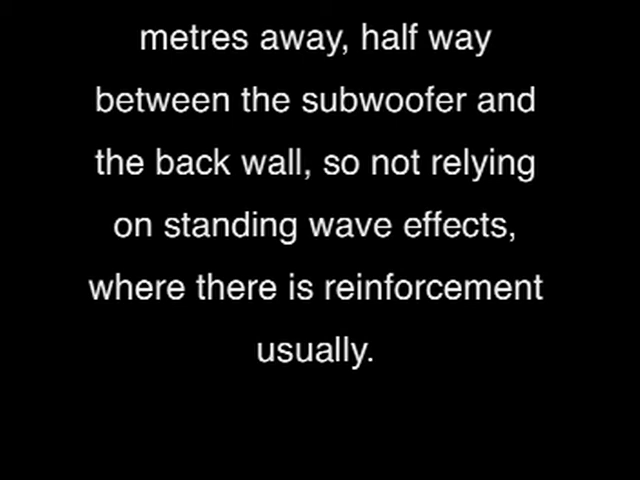 metres away, half way
between the subwoofer and
the back wall, so not relying
on standing wave effects,
where there is reinforcement
usually.